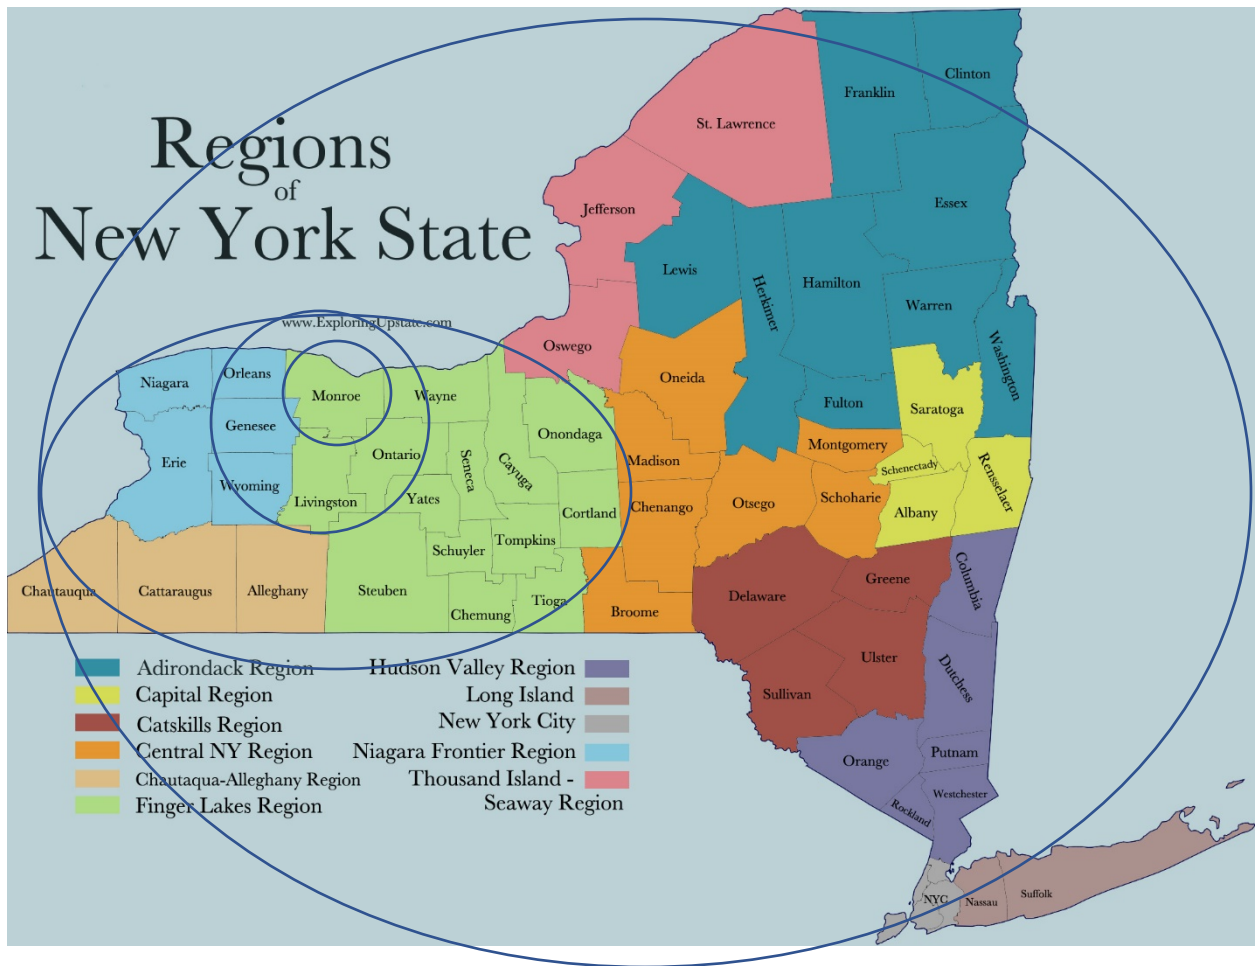 Regions
of
New York State
www.ExploringUpstate.com
Clinton
Franklin
St. Lawrence
Essex
Jefferson
Lewis
Herkimer
Hamilton
Warren
Washington
Oswego
Oneida
Fulton
Saratoga
Niagara
Orleans
Monroe
Wayne
Genesee
Onondaga
Montgomery
Erie
Ontario
Seneca
Cayuga
Madison
Schenectady
Rensselaer
Wyoming
Livingston
Yates
Cortland
Chenango
Otsego
Schoharie
Albany
Schuyler
Tompkins
Columbia
Chautauqua
Cattaraugus
Alleghany
Steuben
Chemung
Tioga
Broome
Delaware
Greene
Ulster
Dutchess
Sullivan
Orange
Putnam
Westchester
Rockland
NYC
Nassau
Suffolk
Adirondack Region
Capital Region
Catskills Region
Central NY Region
Chautaqua-Alleghany Region
Finger Lakes Region
Hudson Valley Region
Long Island
New York City
Niagara Frontier Region
Thousand Island -
Seaway Region